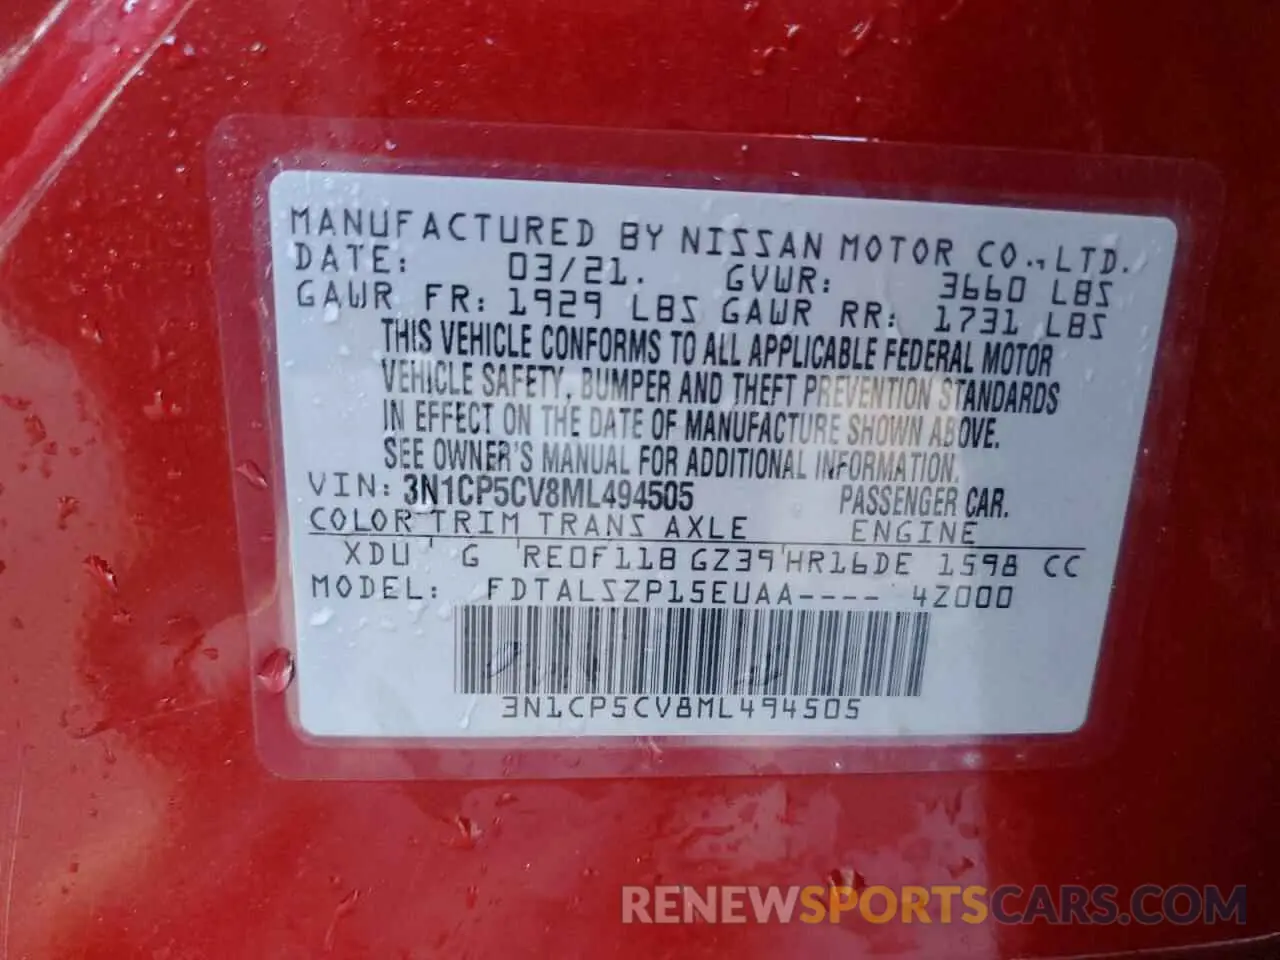 MANUFACTURED BY NISSAN MOTOR CO.,LTD.
DATE: 03/21. GVWR: 3660 LBS
GAWR FR: 1929 LBS GAWR RR: 1731 LBS
THIS VEHICLE CONFORMS TO ALL APPLICABLE FEDERAL MOTOR
VEHICLE SAFETY, BUMPER AND THEFT PREVENTION STANDARDS
IN EFFECT ON THE DATE OF MANUFACTURE SHOWN ABOVE.
SEE OWNER'S MANUAL FOR ADDITIONAL INFORMATION.
VIN: 3N1CP5CV8ML494505 PASSENGER CAR.
COLOR TRIM TRANS AXLE ENGINE
XDU G RE0F11B GZ39 HR16DE 1598 CC
MODEL: FDTALSZP15EUAA---- 4Z000
3N1CP5CV8ML494505
RENEWSPORTSCARS.COM